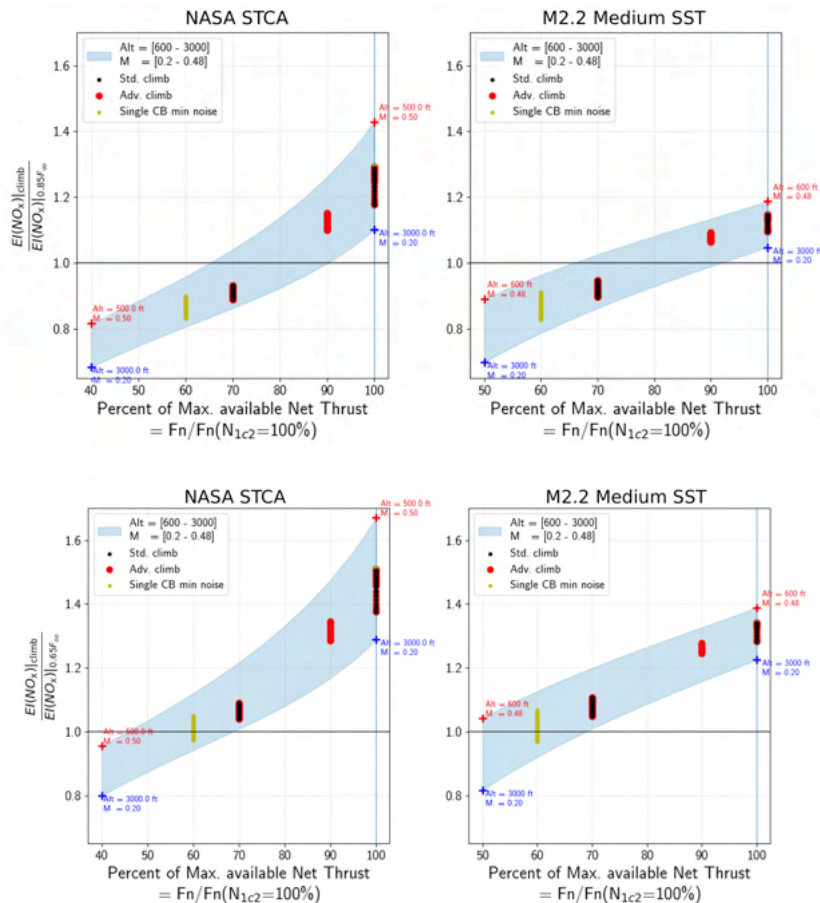 NASA STCA
M2.2 Medium SST
1.6
1.4
1.2
1.0
0.8
EI(NOₓ)|climb
EI(NOₓ)|0.85F∞
Alt = [600 - 3000]
M = [0.2 - 0.48]
Std. climb
Adv. climb
Single CB min noise
Alt = 500.0 ft
M = 0.50
Alt = 3000.0 ft
M = 0.20
Alt = 500.0 ft
M = 0.50
Alt = 3000.0 ft
M = 0.20
40 50 60 70 80 90 100
Percent of Max. available Net Thrust
= Fn/Fn(N1c2=100%)
1.6
1.4
1.2
1.0
0.8
Alt = [600 - 3000]
M = [0.2 - 0.48]
Std. climb
Adv. climb
Single CB min noise
Alt = 600 ft
M = 0.48
Alt = 3000 ft
M = 0.20
Alt = 600 ft
M = 0.48
Alt = 3000 ft
M = 0.20
50 60 70 80 90 100
Percent of Max. available Net Thrust
= Fn/Fn(N1c2=100%)
NASA STCA
M2.2 Medium SST
1.6
1.4
1.2
1.0
0.8
EI(NOₓ)|climb
EI(NOₓ)|0.65F∞
Alt = [600 - 3000]
M = [0.2 - 0.48]
Std. climb
Adv. climb
Single CB min noise
Alt = 500.0 ft
M = 0.50
Alt = 3000.0 ft
M = 0.20
Alt = 500.0 ft
M = 0.50
Alt = 3000.0 ft
M = 0.20
40 50 60 70 80 90 100
Percent of Max. available Net Thrust
= Fn/Fn(N1c2=100%)
1.6
1.4
1.2
1.0
0.8
Alt = [600 - 3000]
M = [0.2 - 0.48]
Std. climb
Adv. climb
Single CB min noise
Alt = 600 ft
M = 0.48
Alt = 3000 ft
M = 0.20
Alt = 600 ft
M = 0.48
Alt = 3000 ft
M = 0.20
50 60 70 80 90 100
Percent of Max. available Net Thrust
= Fn/Fn(N1c2=100%)